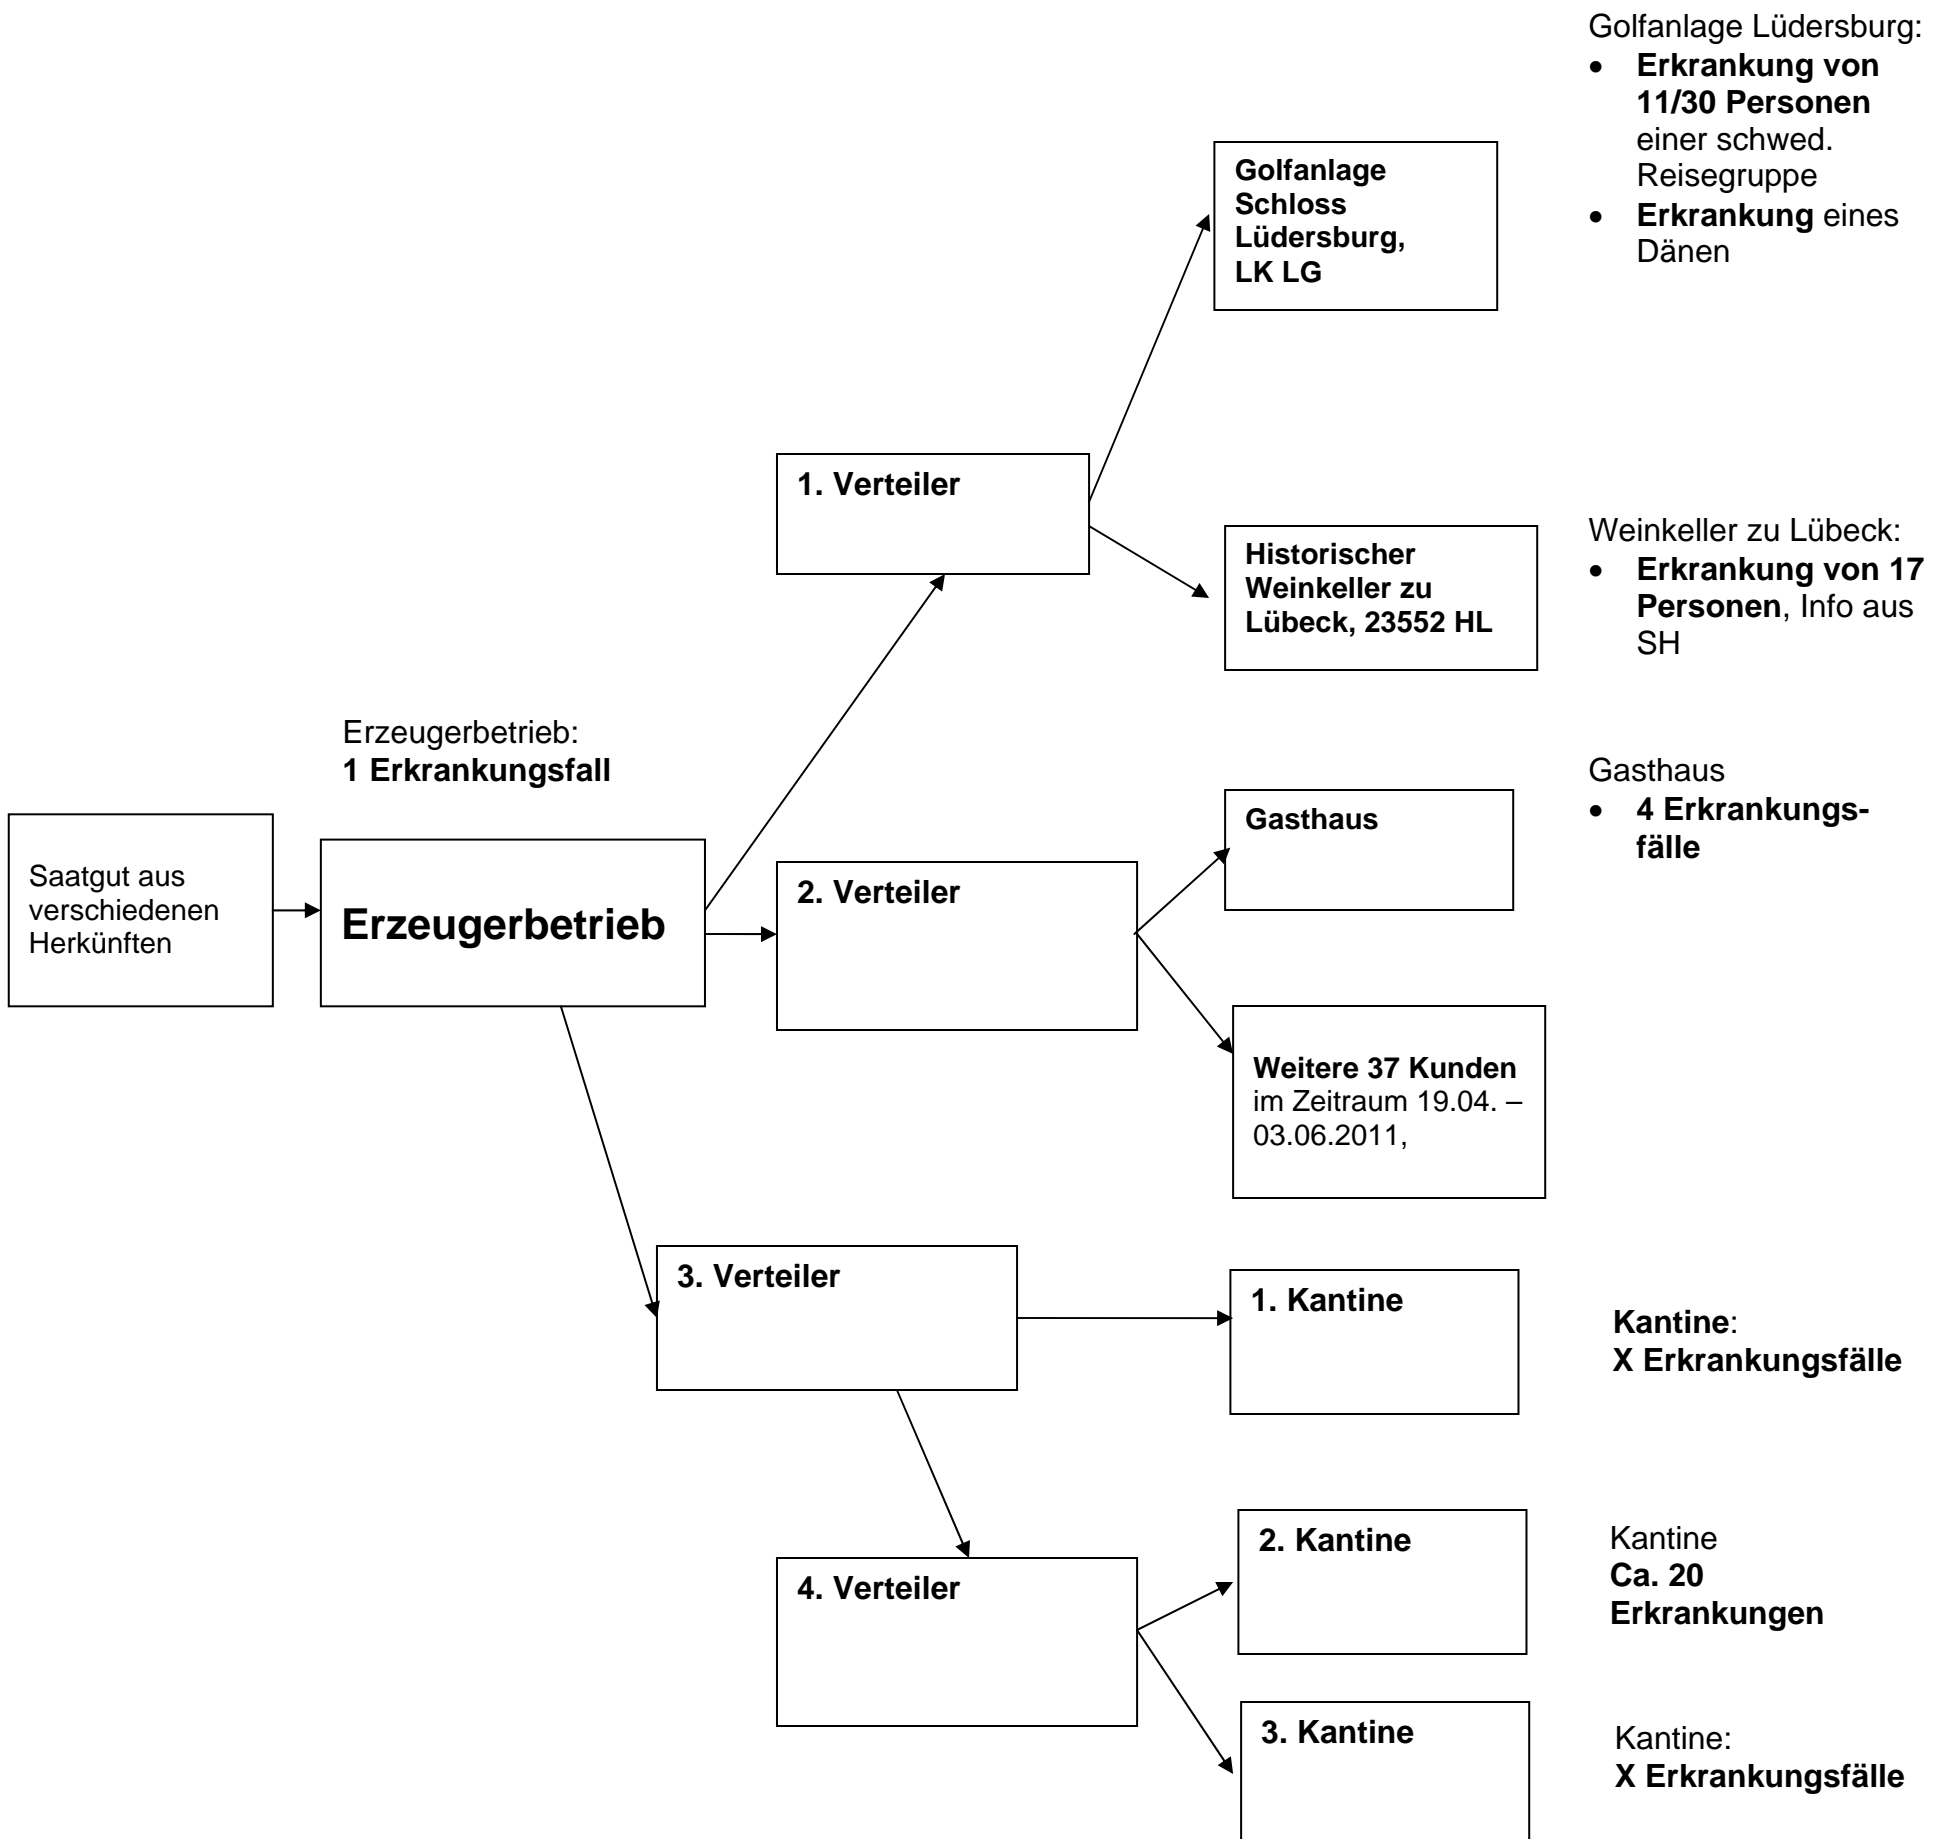 Golfanlage Lüdersburg:
• Erkrankung von
11/30 Personen
einer schwed.
Reisegruppe
• Erkrankung eines
Dänen
Golfanlage
Schloss
Lüdersburg,
LK LG
1. Verteiler
Historischer
Weinkeller zu
Lübeck, 23552 HL
Weinkeller zu Lübeck:
• Erkrankung von 17
Personen, Info aus
SH
Erzeugerbetrieb:
1 Erkrankungsfall
Gasthaus
• 4 Erkrankungs-
fälle
Gasthaus
Saatgut aus
verschiedenen
Herkünften
Erzeugerbetrieb
2. Verteiler
Weitere 37 Kunden
im Zeitraum 19.04. –
03.06.2011,
3. Verteiler
1. Kantine
Kantine:
X Erkrankungsfälle
4. Verteiler
2. Kantine
Kantine
Ca. 20
Erkrankungen
3. Kantine
Kantine:
X Erkrankungsfälle